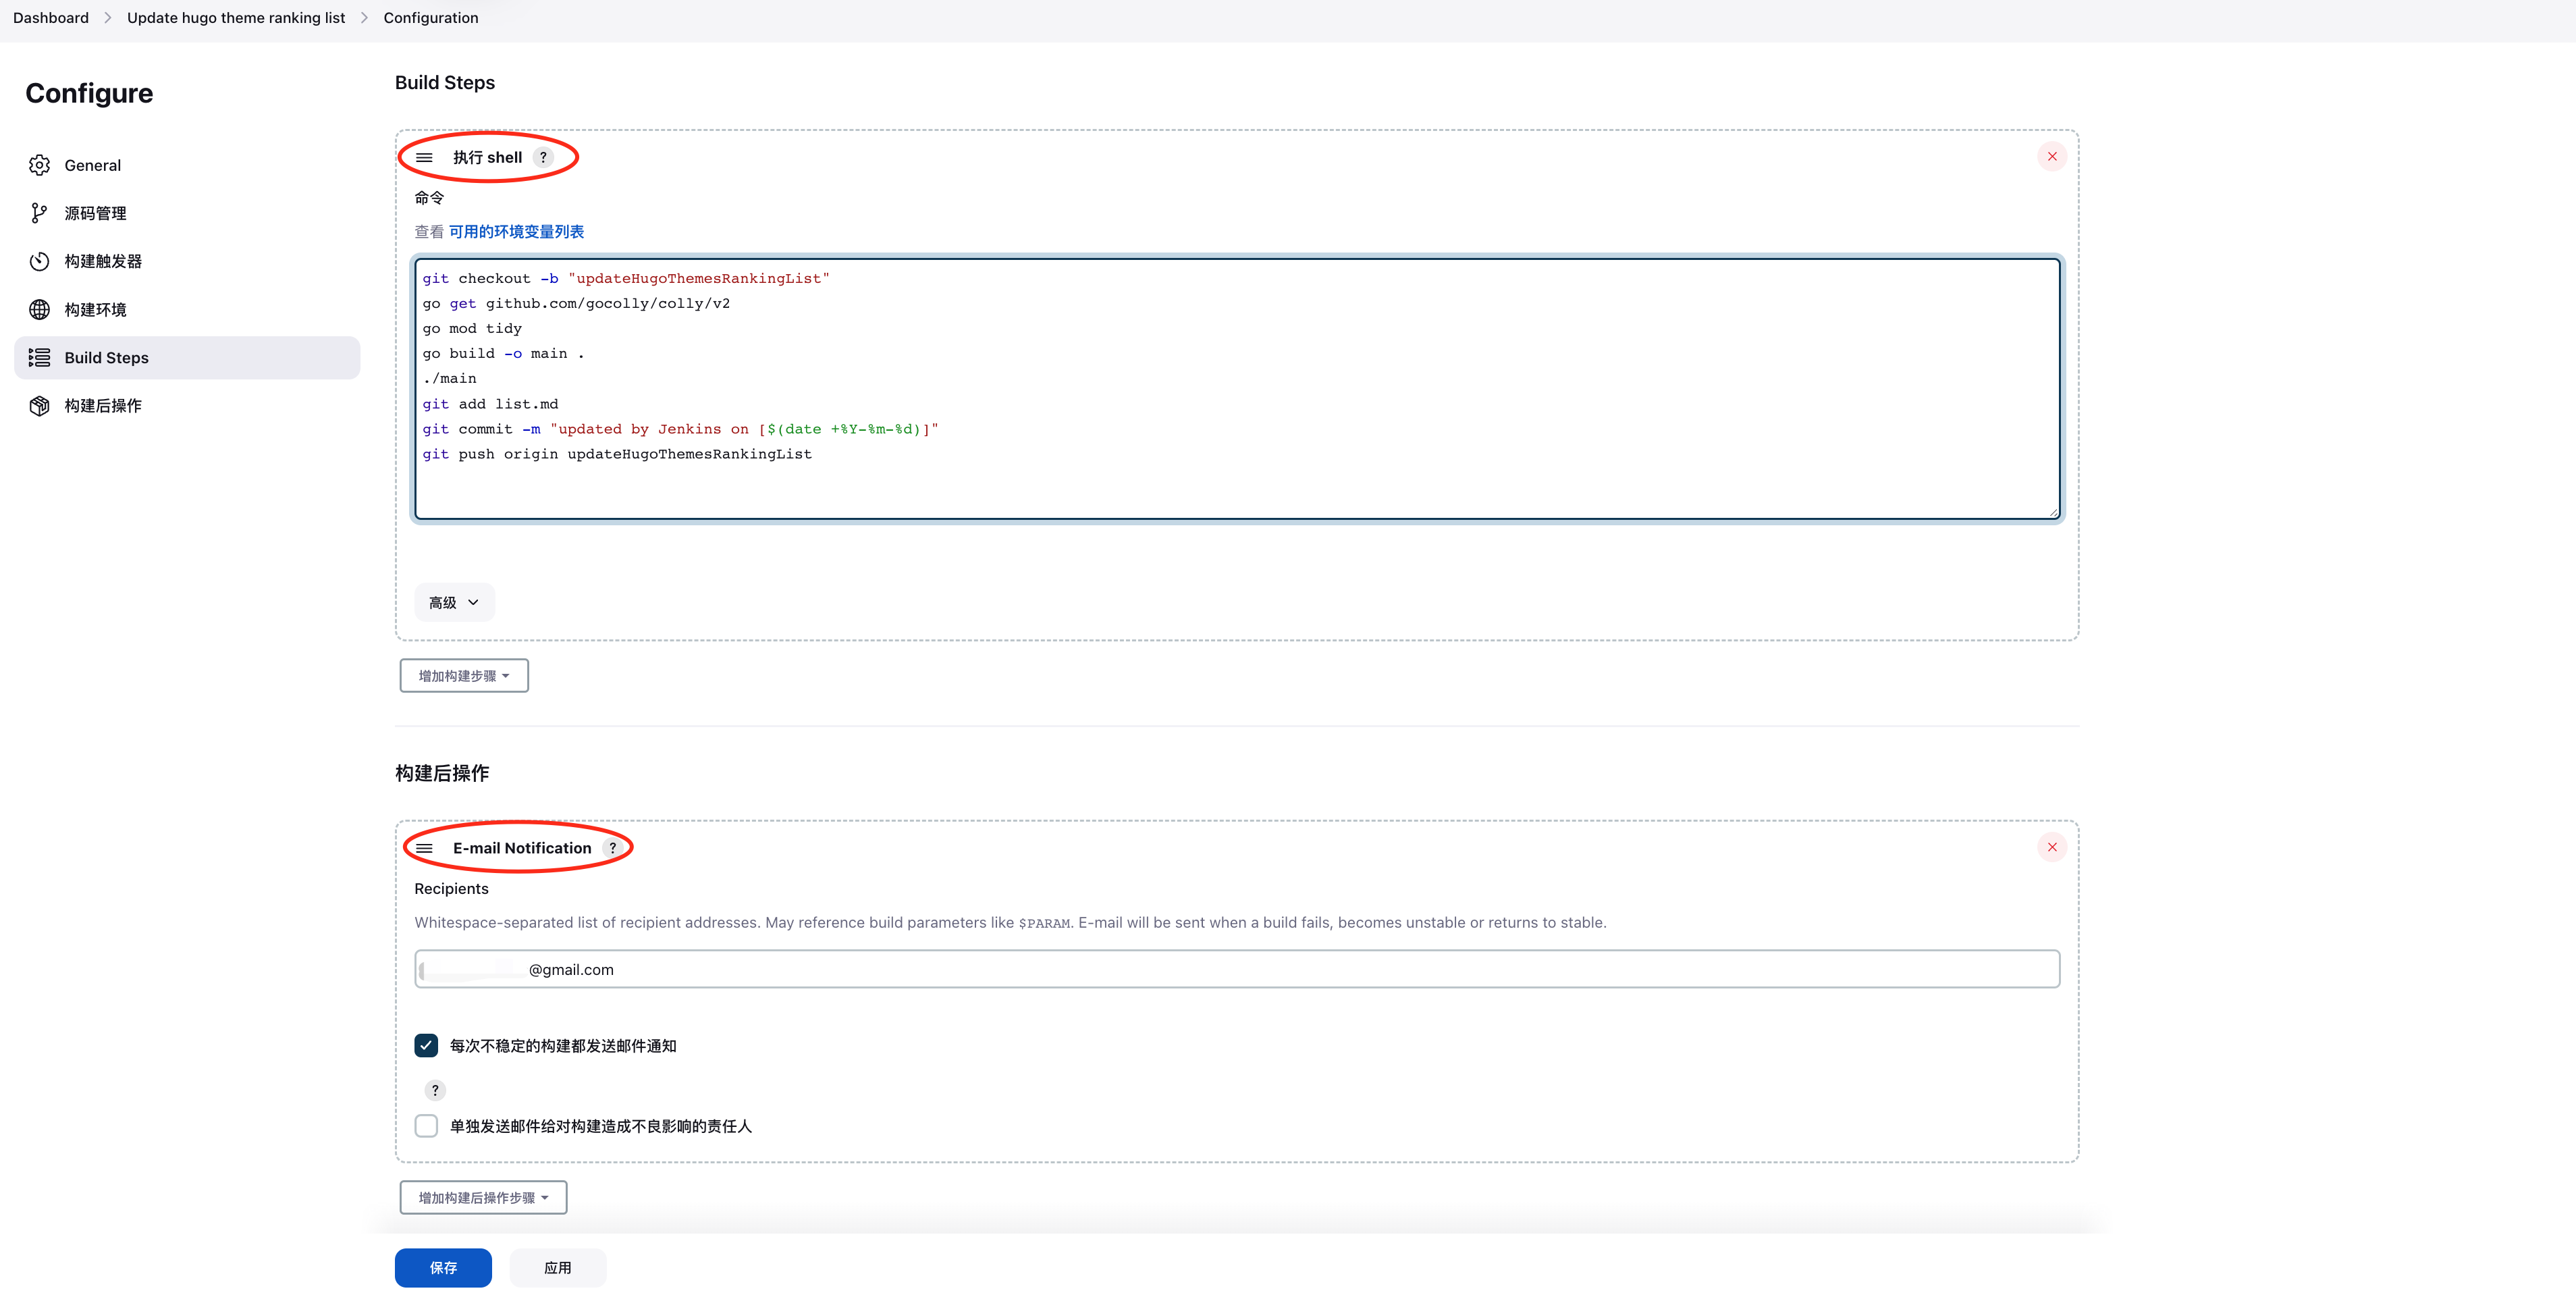 Dashboard > Update hugo theme ranking list > Configuration
Configure
General
源码管理
构建触发器
构建环境
Build Steps
构建后操作
Build Steps
执行 shell ?
命令
查看 可用的环境变量列表
git checkout -b "updateHugoThemesRankingList"
go get github.com/gocolly/colly/v2
go mod tidy
go build -o main .
./main
git add list.md
git commit -m "updated by Jenkins on [$(date +%Y-%m-%d)]"
git push origin updateHugoThemesRankingList
高级
增加构建步骤
构建后操作
E-mail Notification ?
Recipients
Whitespace-separated list of recipient addresses. May reference build parameters like $PARAM. E-mail will be sent when a build fails, becomes unstable or returns to stable.
@gmail.com
每次不稳定的构建都发送邮件通知
?
单独发送邮件给对构建造成不良影响的责任人
增加构建后操作步骤
保存 应用